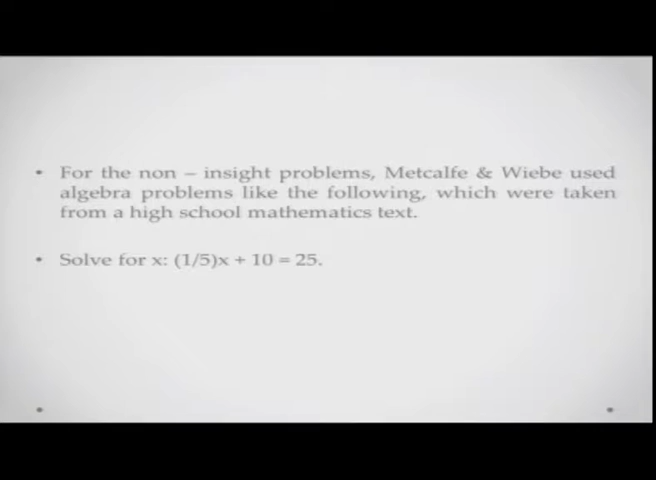 • For the non – insight problems, Metcalfe & Wiebe used
algebra problems like the following, which were taken
from a high school mathematics text.
• Solve for x: (1/5)x + 10 = 25.